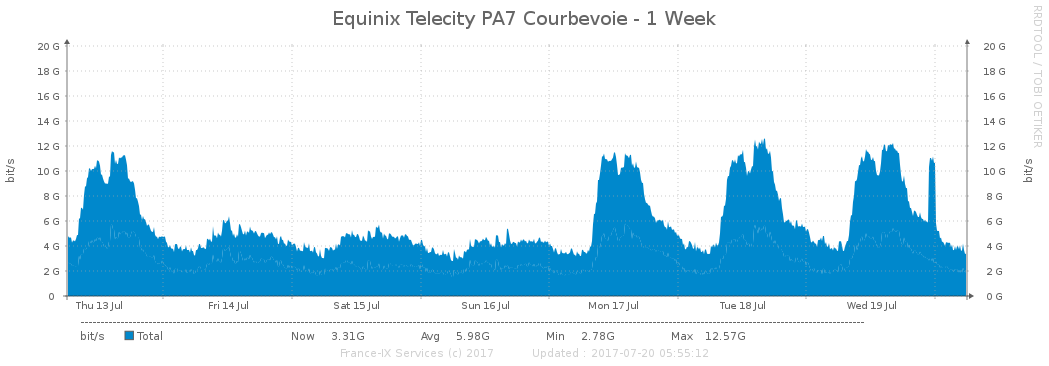 Equinix Telecity PA7 Courbevoie - 1 Week
RRDTOOL / TOBI OETIKER
20 G 20 G
18 G 18 G
16 G 16 G
14 G 14 G
12 G 12 G
10 G 10 G
8 G 8 G
6 G 6 G
4 G 4 G
2 G 2 G
0 0 G
bit/s
bit/s
Thu 13 Jul Fri 14 Jul Sat 15 Jul Sun 16 Jul Mon 17 Jul Tue 18 Jul Wed 19 Jul
bit/s Total Now 3.31G Avg 5.98G Min 2.78G Max 12.57G
France-IX Services (c) 2017 Updated : 2017-07-20 05:55:12